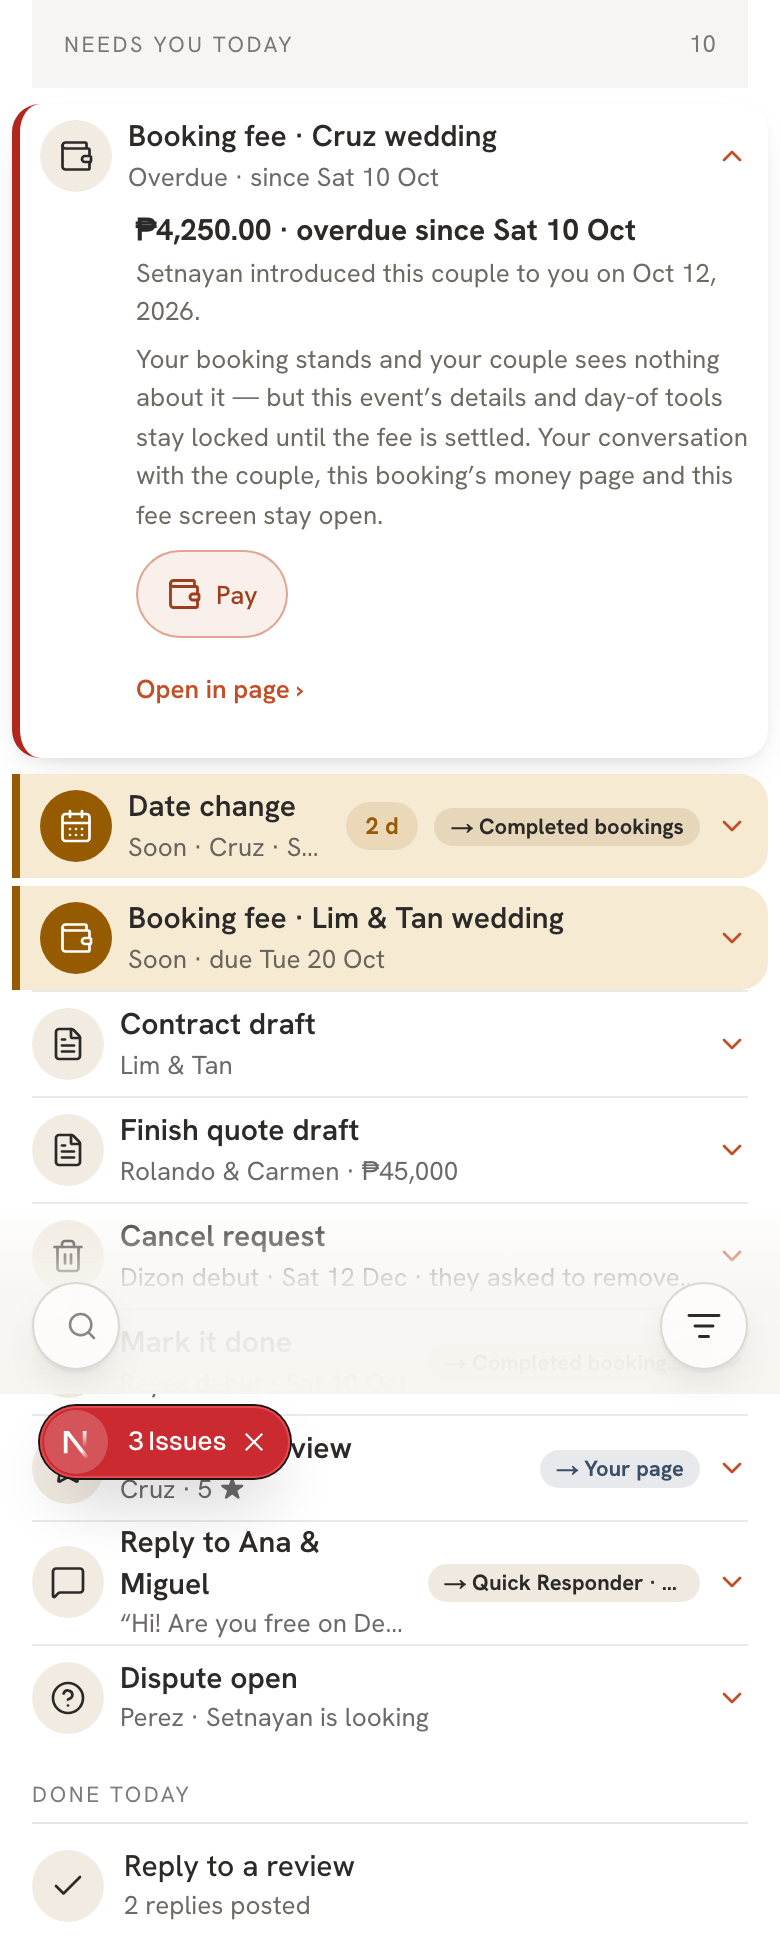 NEEDS YOU TODAY 10
Booking fee · Cruz wedding
Overdue · since Sat 10 Oct
₱4,250.00 · overdue since Sat 10 Oct
Setnayan introduced this couple to you on Oct 12,
2026.
Your booking stands and your couple sees nothing
about it — but this event’s details and day-of tools
stay locked until the fee is settled. Your conversation
with the couple, this booking’s money page and this
fee screen stay open.
Pay
Open in page ›
Date change
Soon · Cruz · S...
2 d
→ Completed bookings
Booking fee · Lim & Tan wedding
Soon · due Tue 20 Oct
Contract draft
Lim & Tan
Finish quote draft
Rolando & Carmen · ₱45,000
Cancel request
Dizon debut · Sat 12 Dec · they asked to remove...
Mark it done
→ Completed booking...
N 3 Issues ×
view
Cruz · 5 ★
→ Your page
Reply to Ana &
Miguel
“Hi! Are you free on De...
→ Quick Responder · ...
Dispute open
Perez · Setnayan is looking
DONE TODAY
Reply to a review
2 replies posted